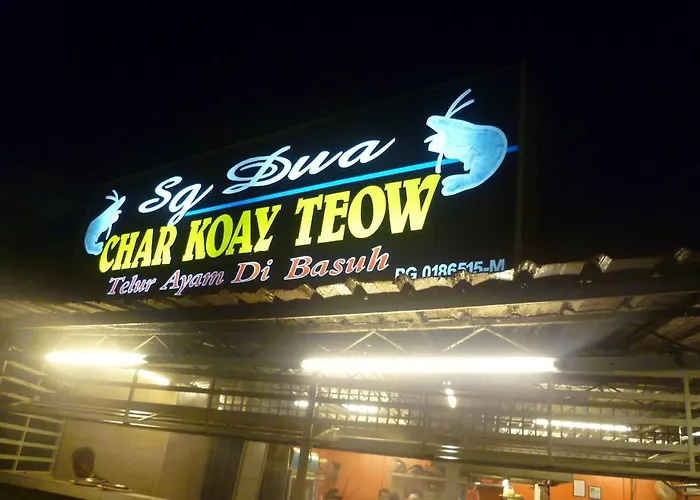 Sg Dua
CHAR KOAY TEOW
Telur Ayam Di Basuh
PG 0186515-M